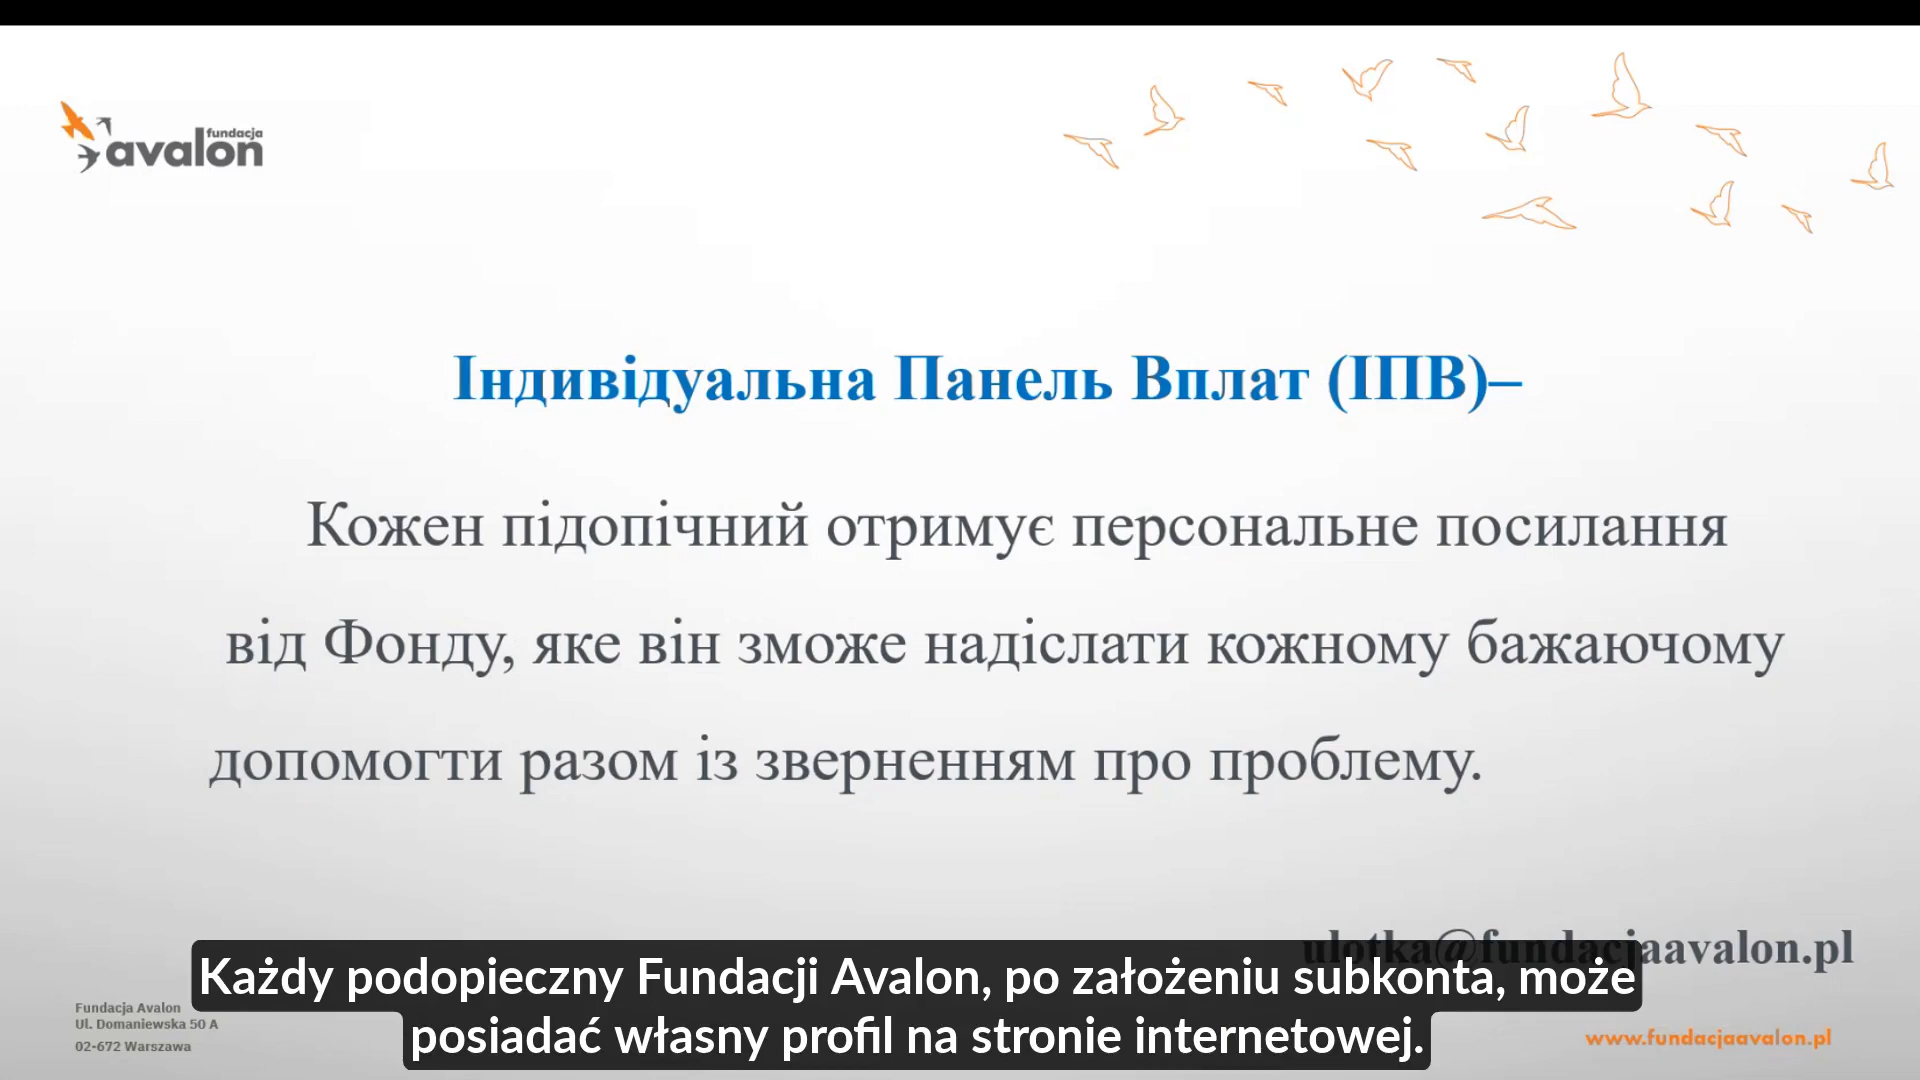 fundacja
avalon
Індивідуальна Панель Вплат (ІПВ)–
Кожен підопічний отримує персональне посилання
від Фонду, яке він зможе надіслати кожному бажаючому
допомогти разом із зверненням про проблему.
ulotka@fundacjaavalon.pl
Każdy podopieczny Fundacji Avalon, po założeniu subkonta, może
posiadać własny profil na stronie internetowej.
Fundacja Avalon
Ul. Domaniewska 50 A
02-672 Warszawa
www.fundacjaavalon.pl